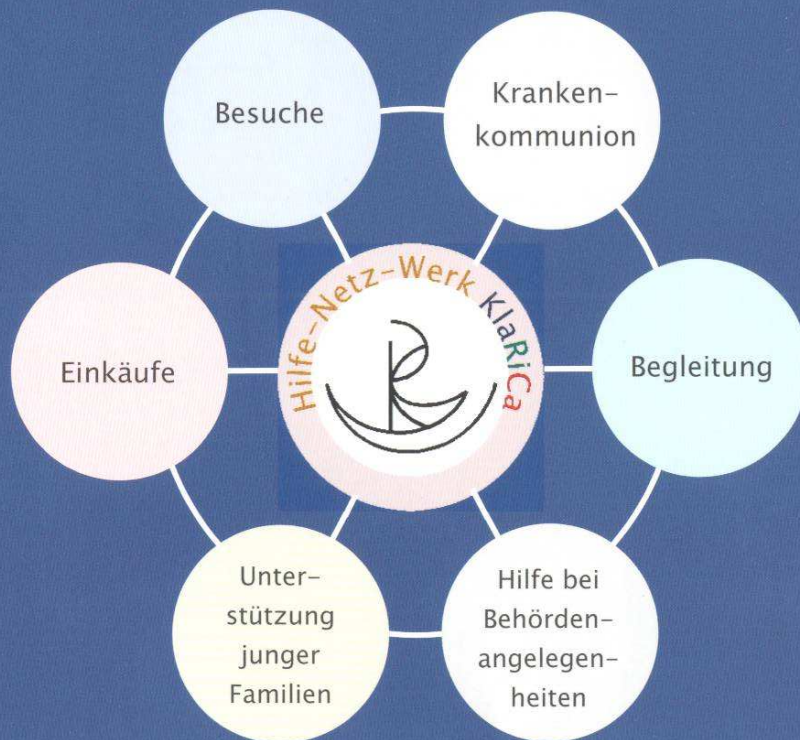 Besuche
Kranken-
kommunion
Einkäufe
Hilfe-Netz-Werk KlaRiCa
Begleitung
Unter-
stützung
junger
Familien
Hilfe bei
Behörden-
angelegen-
heiten